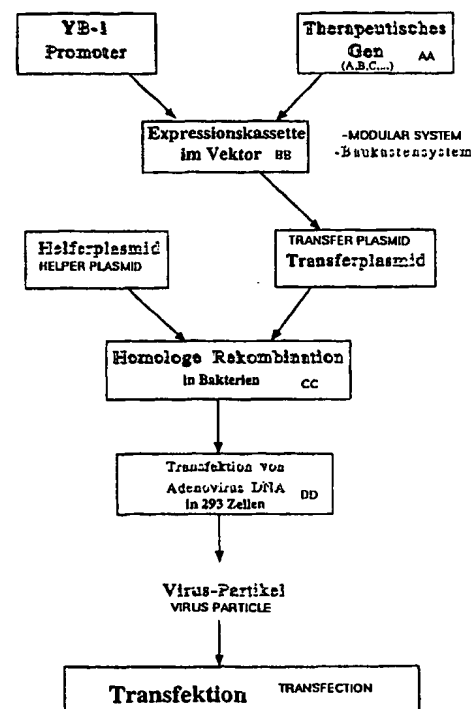 YB-1
Promoter
Therapeutisches
Gen AA
(A,B,C,...)
Expressionskassette
im Vektor BB
-MODULAR SYSTEM
-Baukastensystem
Helferplasmid
HELPER PLASMID
TRANSFER PLASMID
Transferplasmid
Homologe Rekombination
in Bakterien CC
Transfektion von
Adenovirus DNA DD
in 293 Zellen
Virus-Partikel
VIRUS PARTICLE
Transfektion TRANSFECTION